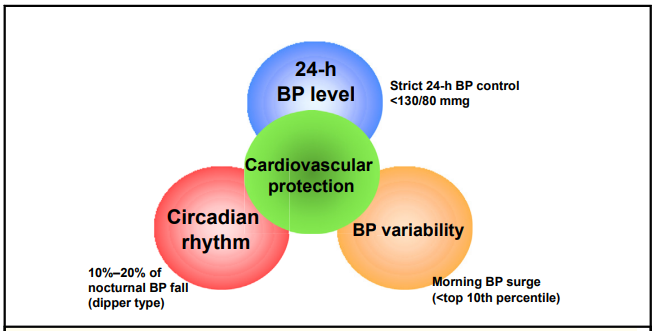 24-h
BP level
Strict 24-h BP control
<130/80 mmg
Cardiovascular
protection
Circadian
rhythm
BP variability
10%–20% of
nocturnal BP fall
(dipper type)
Morning BP surge
(<top 10th percentile)